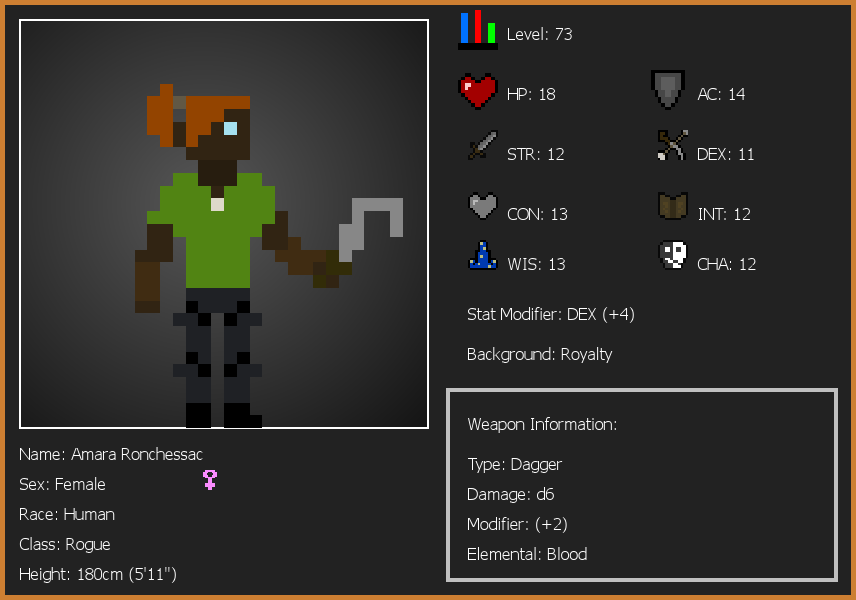 Level: 73
HP: 18
AC: 14
STR: 12
DEX: 11
CON: 13
INT: 12
WIS: 13
CHA: 12
Stat Modifier: DEX (+4)
Background: Royalty
Weapon Information:
Type: Dagger
Damage: d6
Modifier: (+2)
Elemental: Blood
Name: Amara Ronchessac
Sex: Female
Race: Human
Class: Rogue
Height: 180cm (5'11")